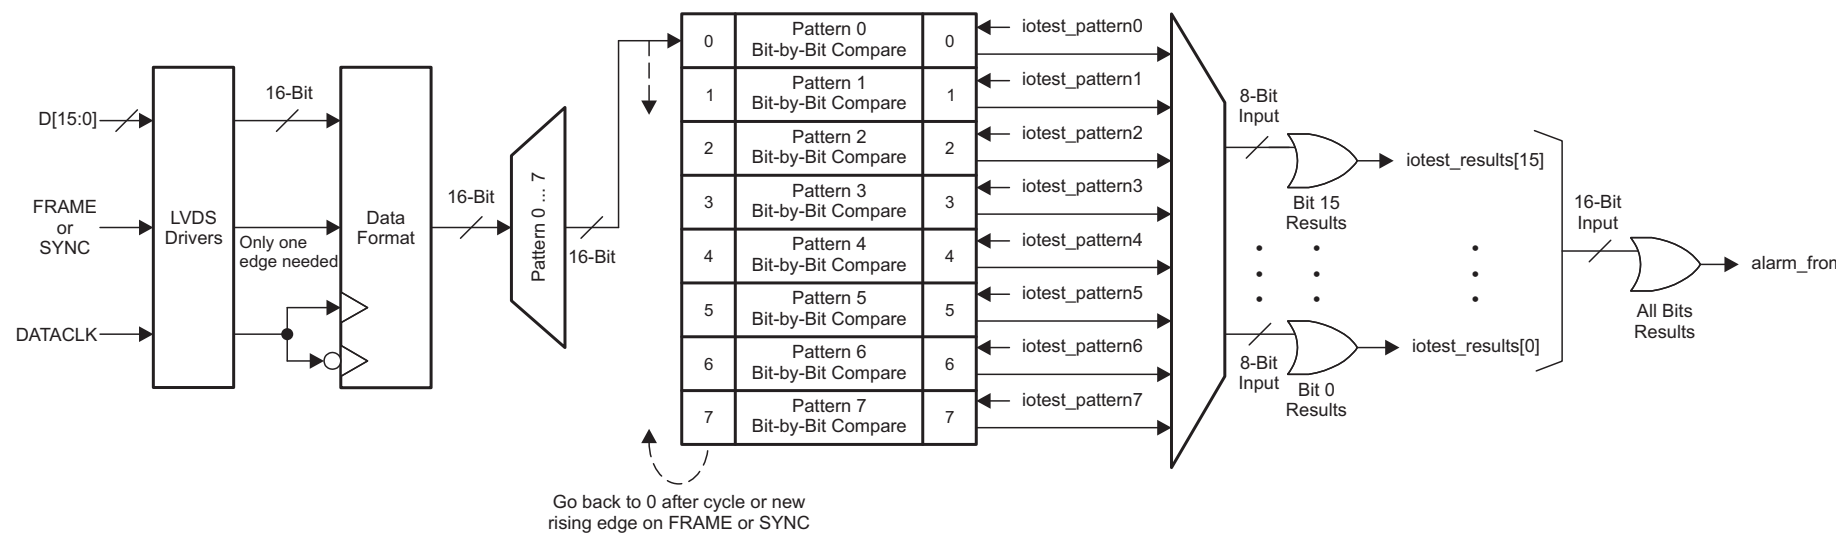 D[15:0]
FRAME
or
SYNC
DATACLK
LVDS
Drivers
16-Bit
Only one
edge needed
Data
Format
16-Bit
Pattern 0 ... 7
16-Bit
0
Pattern 0
Bit-by-Bit Compare
0
iotest_pattern0
1
Pattern 1
Bit-by-Bit Compare
1
iotest_pattern1
2
Pattern 2
Bit-by-Bit Compare
2
iotest_pattern2
3
Pattern 3
Bit-by-Bit Compare
3
iotest_pattern3
4
Pattern 4
Bit-by-Bit Compare
4
iotest_pattern4
5
Pattern 5
Bit-by-Bit Compare
5
iotest_pattern5
6
Pattern 6
Bit-by-Bit Compare
6
iotest_pattern6
7
Pattern 7
Bit-by-Bit Compare
7
iotest_pattern7
Go back to 0 after cycle or new
rising edge on FRAME or SYNC
8-Bit
Input
Bit 15
Results
iotest_results[15]
8-Bit
Input
Bit 0
Results
iotest_results[0]
16-Bit
Input
All Bits
Results